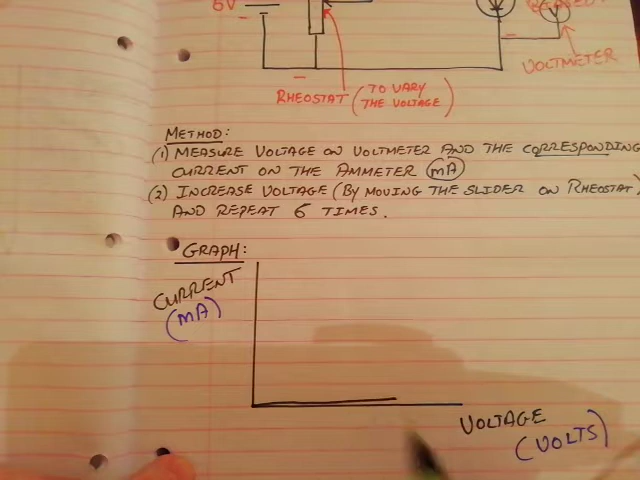 6V
-
-
-
VOLTMETER
RHEOSTAT (TO VARY
THE VOLTAGE)
METHOD:
(1) MEASURE VOLTAGE ON VOLTMETER AND THE CORRESPONDING
CURRENT ON THE AMMETER (mA)
(2) INCREASE VOLTAGE (BY MOVING THE SLIDER ON RHEOSTAT)
AND REPEAT 6 TIMES.
GRAPH:
CURRENT
(mA)
VOLTAGE
(VOLTS)